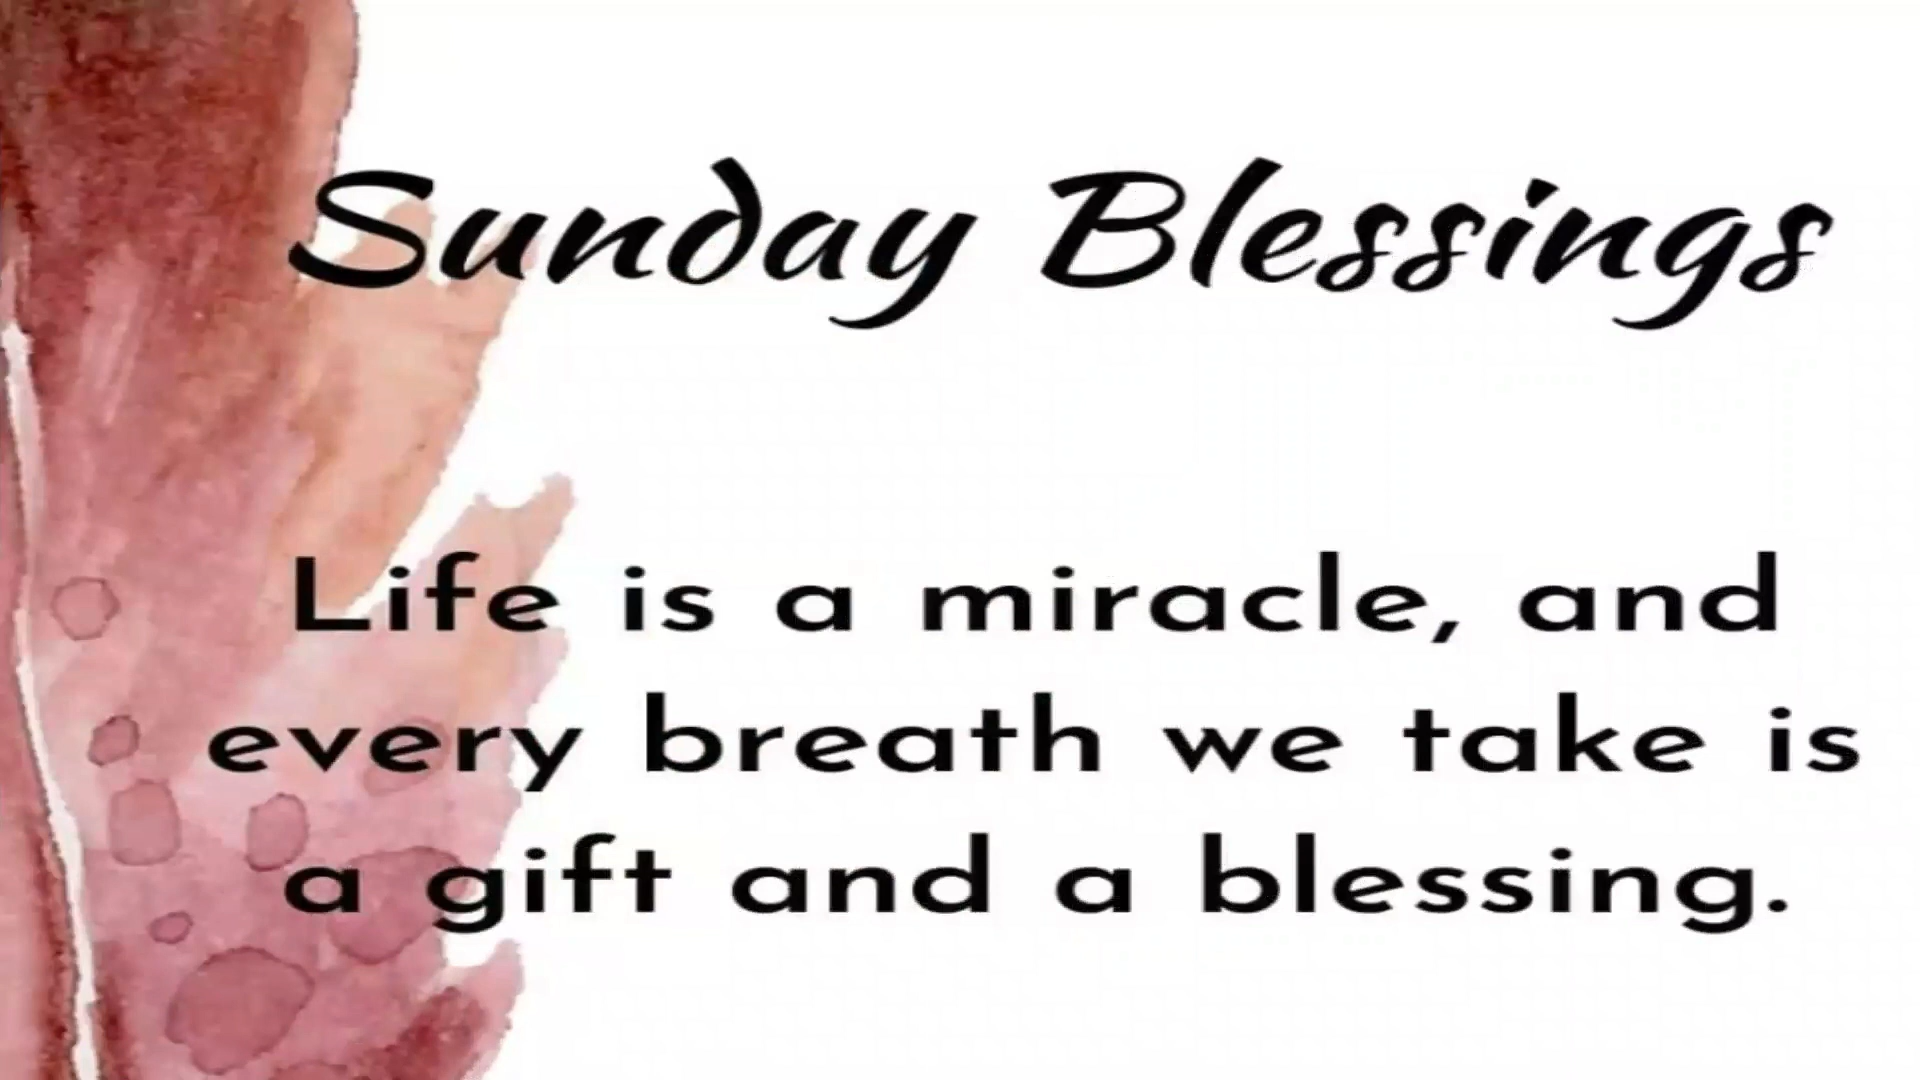 Sunday Blessings
Life is a miracle, and
every breath we take is
a gift and a blessing.